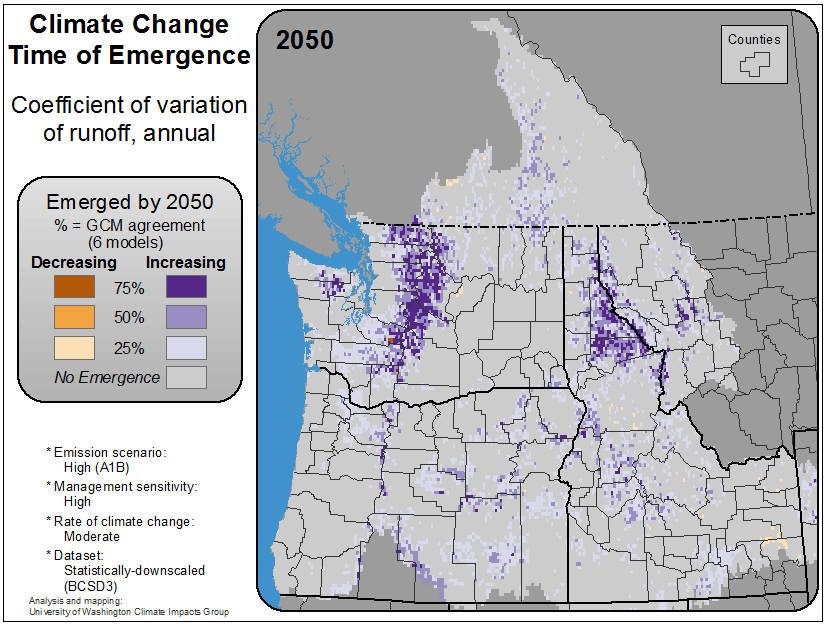 Climate Change
Time of Emergence
Coefficient of variation
of runoff, annual
Emerged by 2050
% = GCM agreement
(6 models)
Decreasing Increasing
75%
50%
25%
No Emergence
* Emission scenario:
High (A1B)
* Management sensitivity:
High
* Rate of climate change:
Moderate
* Dataset:
Statistically-downscaled
(BCSD3)
Analysis and mapping:
University of Washington Climate Impacts Group
2050
Counties